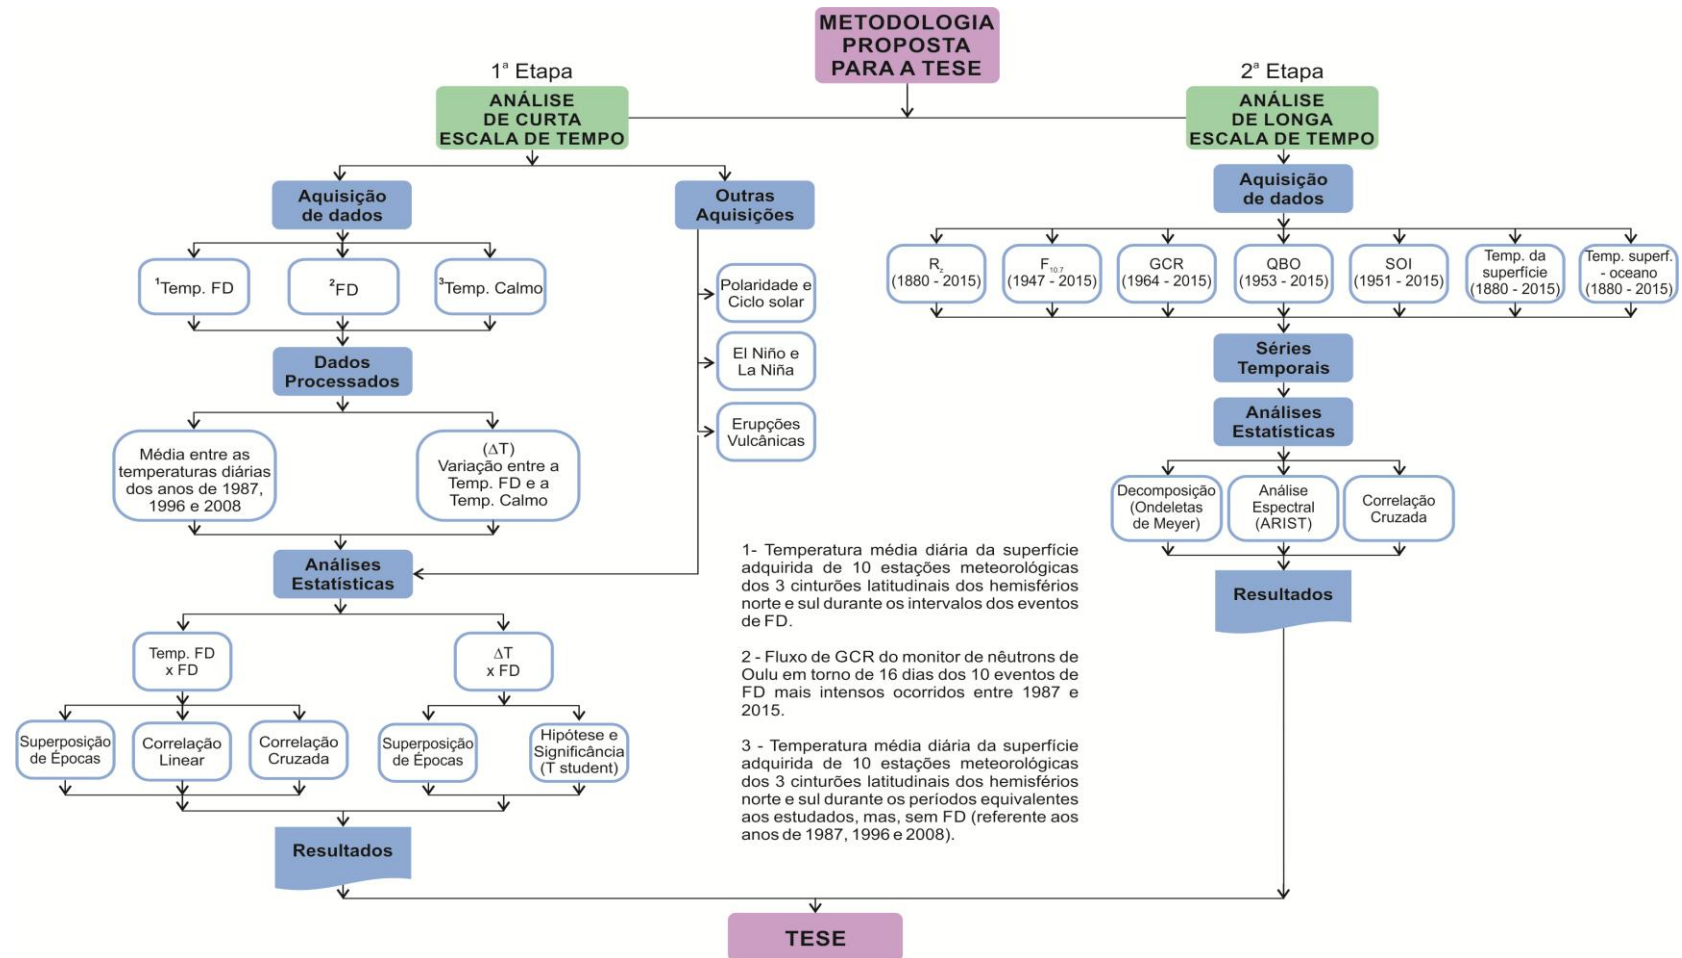 METODOLOGIA
PROPOSTA
PARA A TESE
1ª Etapa
ANÁLISE
DE CURTA
ESCALA DE TEMPO
2ª Etapa
ANÁLISE
DE LONGA
ESCALA DE TEMPO
Aquisição
de dados
Outras
Aquisições
¹Temp. FD
²FD
³Temp. Calmo
Dados
Processados
Média entre as
temperaturas diárias
dos anos de 1987,
1996 e 2008
(ΔT)
Variação entre a
Temp. FD e a
Temp. Calmo
Polaridade e
Ciclo solar
El Niño e
La Niña
Erupções
Vulcânicas
Análises
Estatísticas
Temp. FD
x FD
ΔT
x FD
Superposição
de Épocas
Correlação
Linear
Correlação
Cruzada
Superposição
de Épocas
Hipótese e
Significância
(T student)
Resultados
Aquisição
de dados
R_z
(1880 - 2015)
F_10.7
(1947 - 2015)
GCR
(1964 - 2015)
QBO
(1953 - 2015)
SOI
(1951 - 2015)
Temp. da
superfície
(1880 - 2015)
Temp. superf.
- oceano
(1880 - 2015)
Séries
Temporais
Análises
Estatísticas
Decomposição
(Ondeletas
de Meyer)
Análise
Espectral
(ARIST)
Correlação
Cruzada
Resultados
1- Temperatura média diária da superfície
adquirida de 10 estações meteorológicas
dos 3 cinturões latitudinais dos hemisférios
norte e sul durante os intervalos dos eventos
de FD.
2 - Fluxo de GCR do monitor de nêutrons de
Oulu em torno de 16 dias dos 10 eventos de
FD mais intensos ocorridos entre 1987 e
2015.
3 - Temperatura média diária da superfície
adquirida de 10 estações meteorológicas
dos 3 cinturões latitudinais dos hemisférios
norte e sul durante os períodos equivalentes
aos estudados, mas, sem FD (referente aos
anos de 1987, 1996 e 2008).
TESE